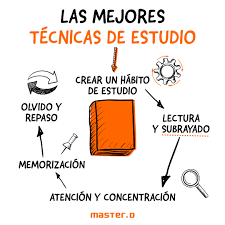 LAS MEJORES
TÉCNICAS DE ESTUDIO
CREAR UN HÁBITO
DE ESTUDIO
LECTURA
Y SUBRAYADO
ATENCIÓN Y CONCENTRACIÓN
MEMORIZACIÓN
OLVIDO Y
REPASO
MASTER.D